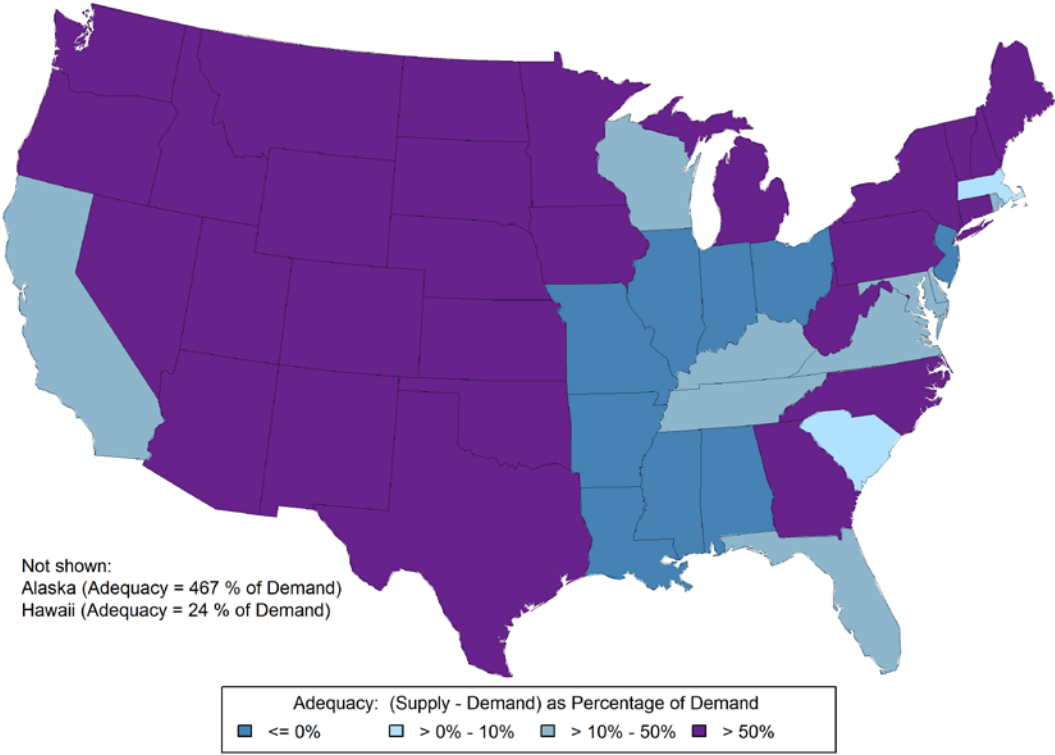 Not shown:
Alaska (Adequacy = 467 % of Demand)
Hawaii (Adequacy = 24 % of Demand)
Adequacy: (Supply - Demand) as Percentage of Demand
<= 0% > 0% - 10% > 10% - 50% > 50%